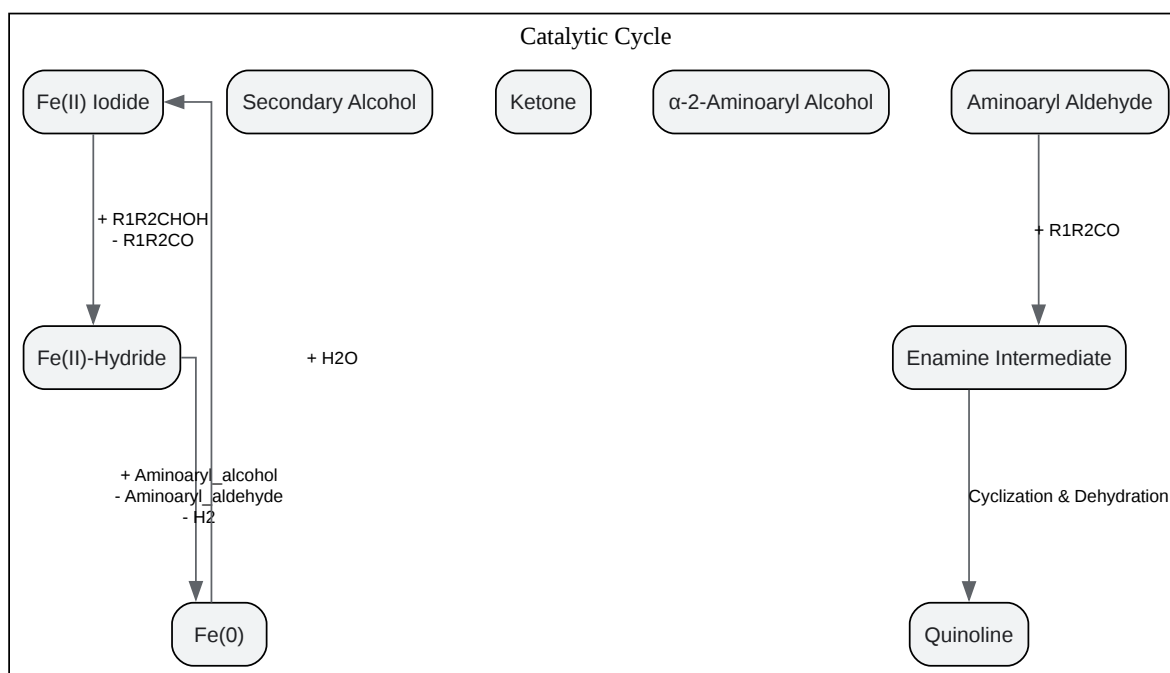 Catalytic Cycle
Fe(II) Iodide
Secondary Alcohol
Ketone
α-2-Aminoaryl Alcohol
Aminoaryl Aldehyde
+ R1R2CHOH
- R1R2CO
+ R1R2CO
Fe(II)-Hydride
+ H2O
Enamine Intermediate
+ Aminoaryl_alcohol
- Aminoaryl_aldehyde
- H2
Cyclization & Dehydration
Fe(0)
Quinoline